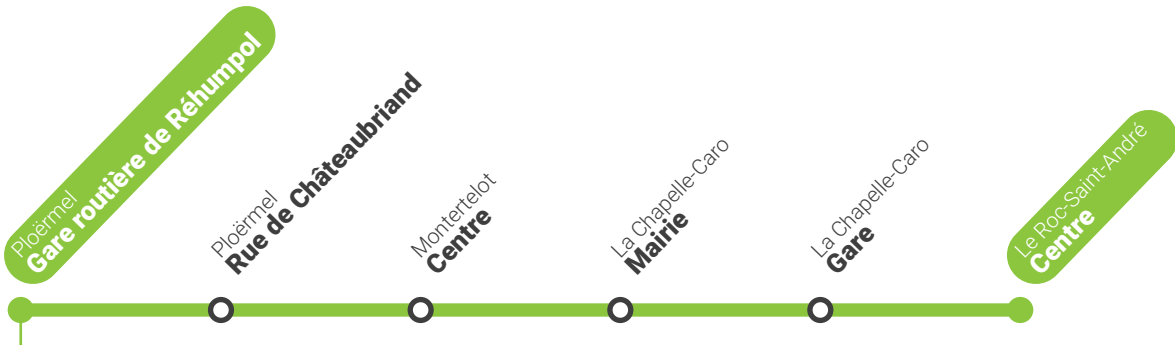 Ploërmel
Gare routière de Réhumpol
Ploërmel
Rue de Châteaubriand
Montertelot
Centre
La Chapelle-Caro
Mairie
La Chapelle-Caro
Gare
Le Roc-Saint-André
Centre